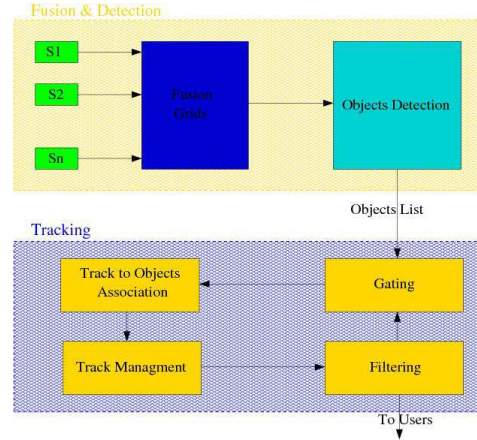 Fusion & Detection
S1
S2
Sn
Fusion
Grids
Objects Detection
Objects List
Tracking
Track to Objects
Association
Gating
Track Managment
Filtering
To Users